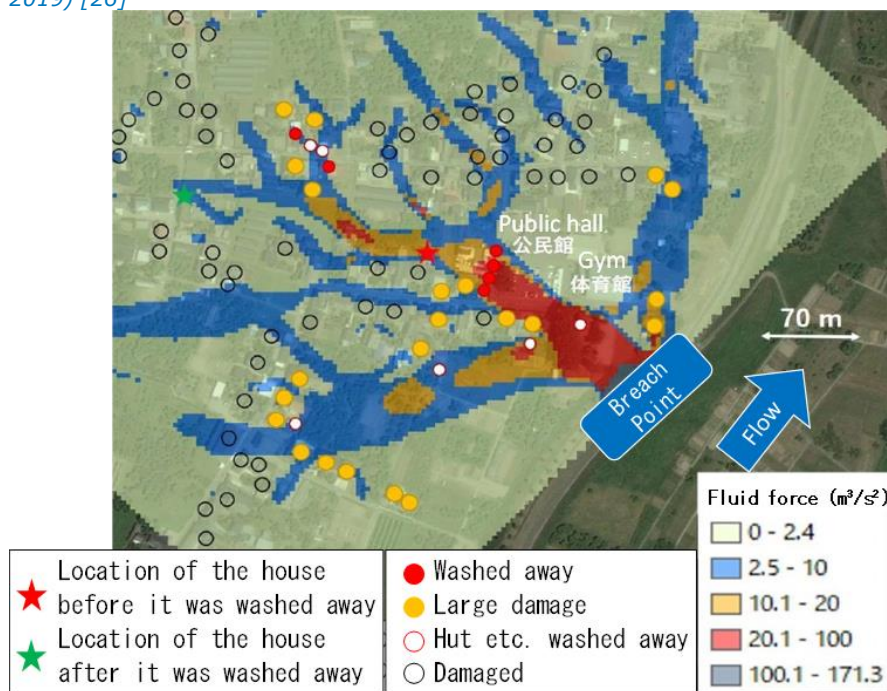 2019) [28]
Public hall
公民館
Gym
体育館
70 m
Breach
Point
Flow
Fluid force (m³/s²)
0 - 2.4
2.5 - 10
10.1 - 20
20.1 - 100
100.1 - 171.3
Location of the house
before it was washed away
Location of the house
after it was washed away
Washed away
Large damage
Hut etc. washed away
Damaged